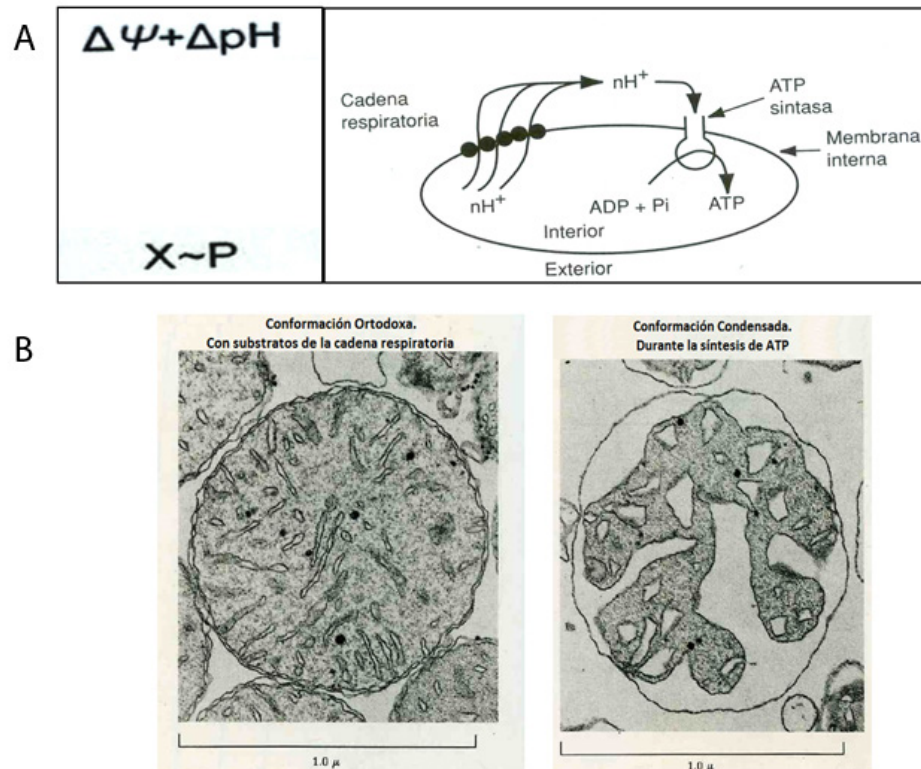 A
ΔΨ+ΔpH
X~P
Cadena
respiratoria
nH+
ATP
sintasa
Membrana
interna
nH+
ADP + Pi
ATP
Interior
Exterior
B
Conformación Ortodoxa.
Con substratos de la cadena respiratoria
1.0 μ
Conformación Condensada.
Durante la síntesis de ATP
1.0 μ